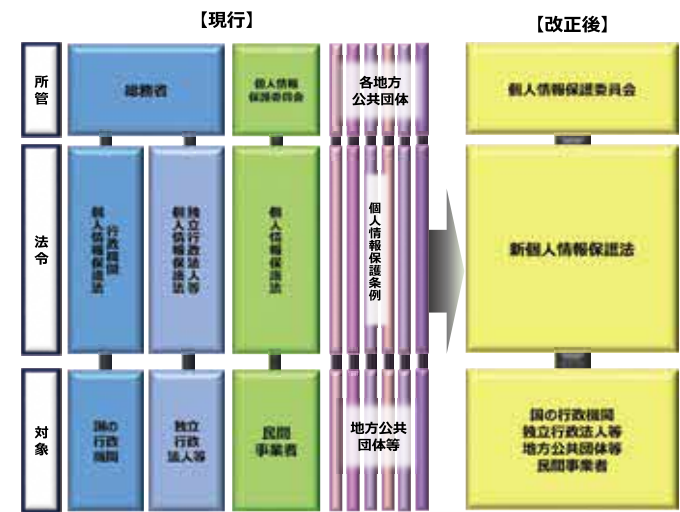 【現行】
【改正後】
所管
総務省
個人情報
保護委員会
各地方
公共団体
個人情報保護委員会
法令
行政機関
個人情報保護法
独立行政法人等
個人情報保護法
個人情報保護法
個人情報保護条例
新個人情報保護法
対象
国の
行政
機関
独立
行政
法人等
民間
事業者
地方公共
団体等
国の行政機関
独立行政法人等
地方公共団体等
民間事業者